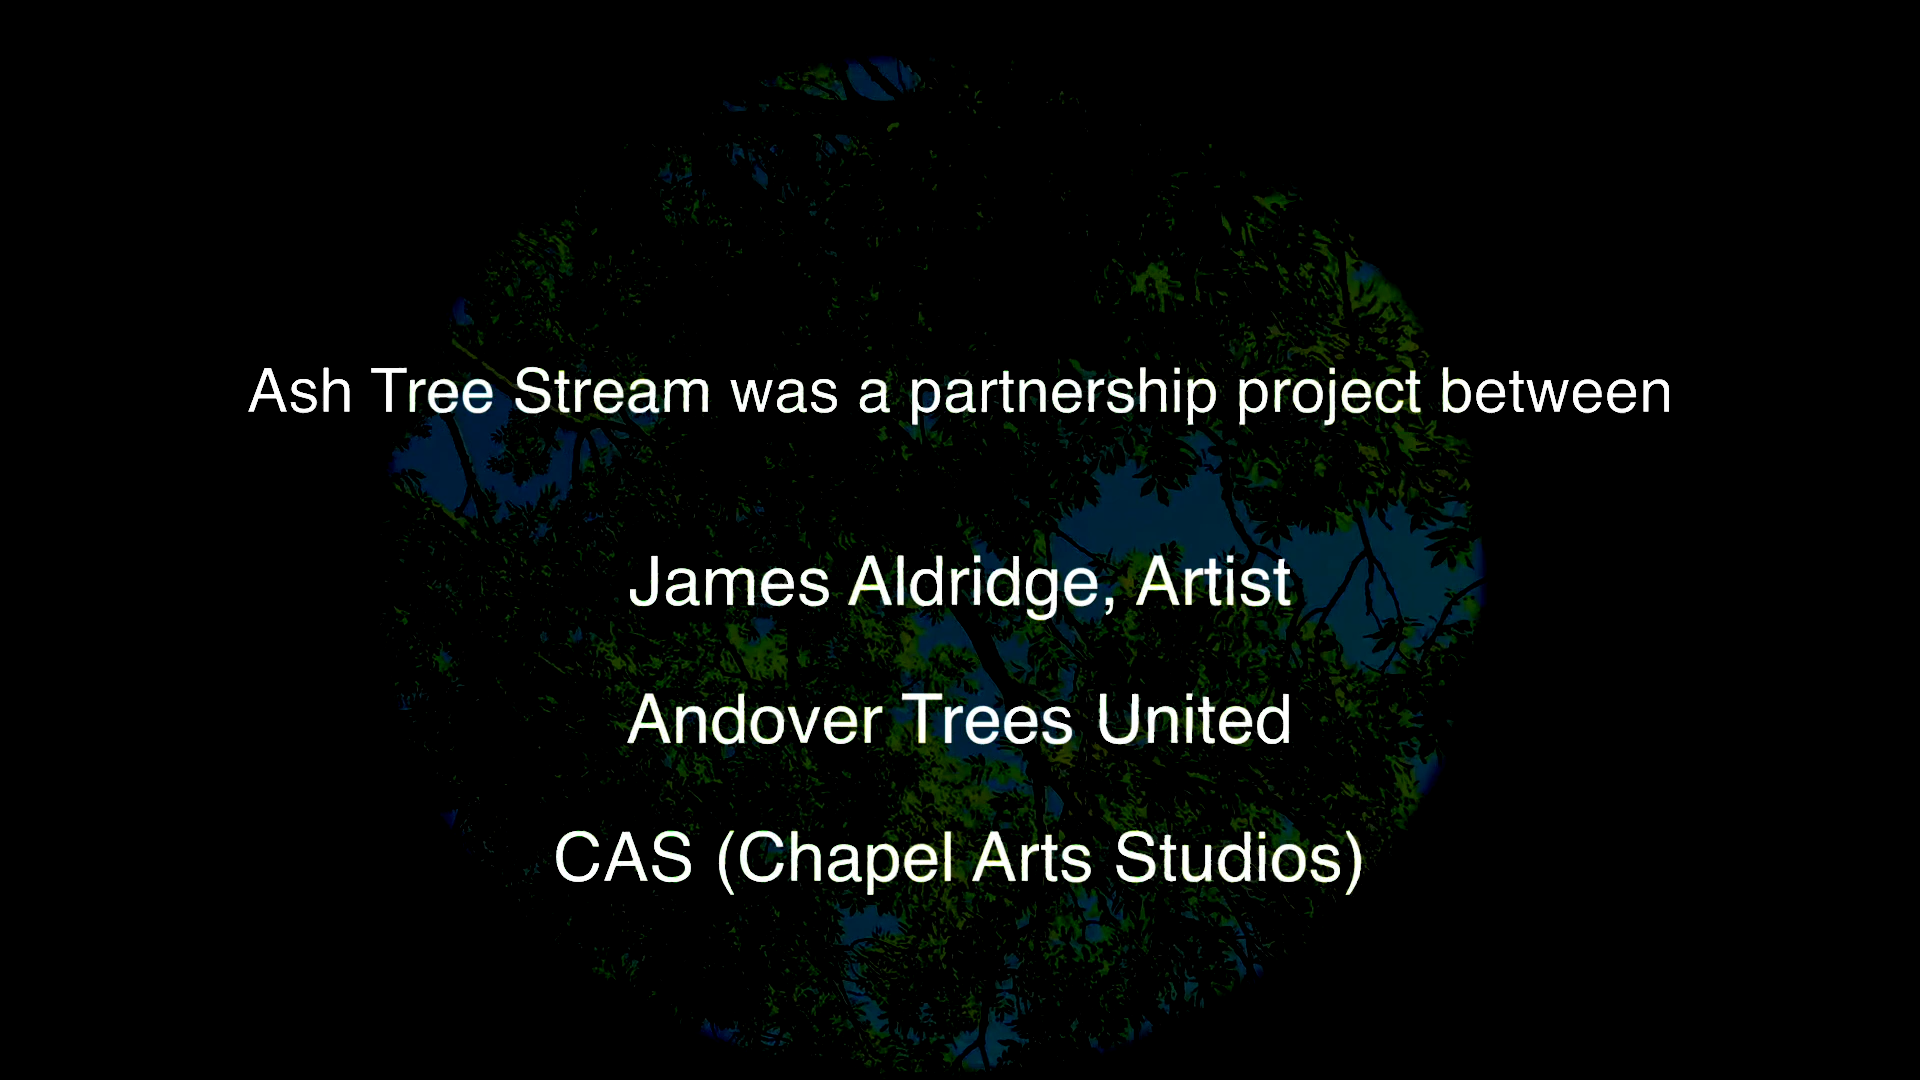 Ash Tree Stream was a partnership project between
James Aldridge, Artist
Andover Trees United
CAS (Chapel Arts Studios)